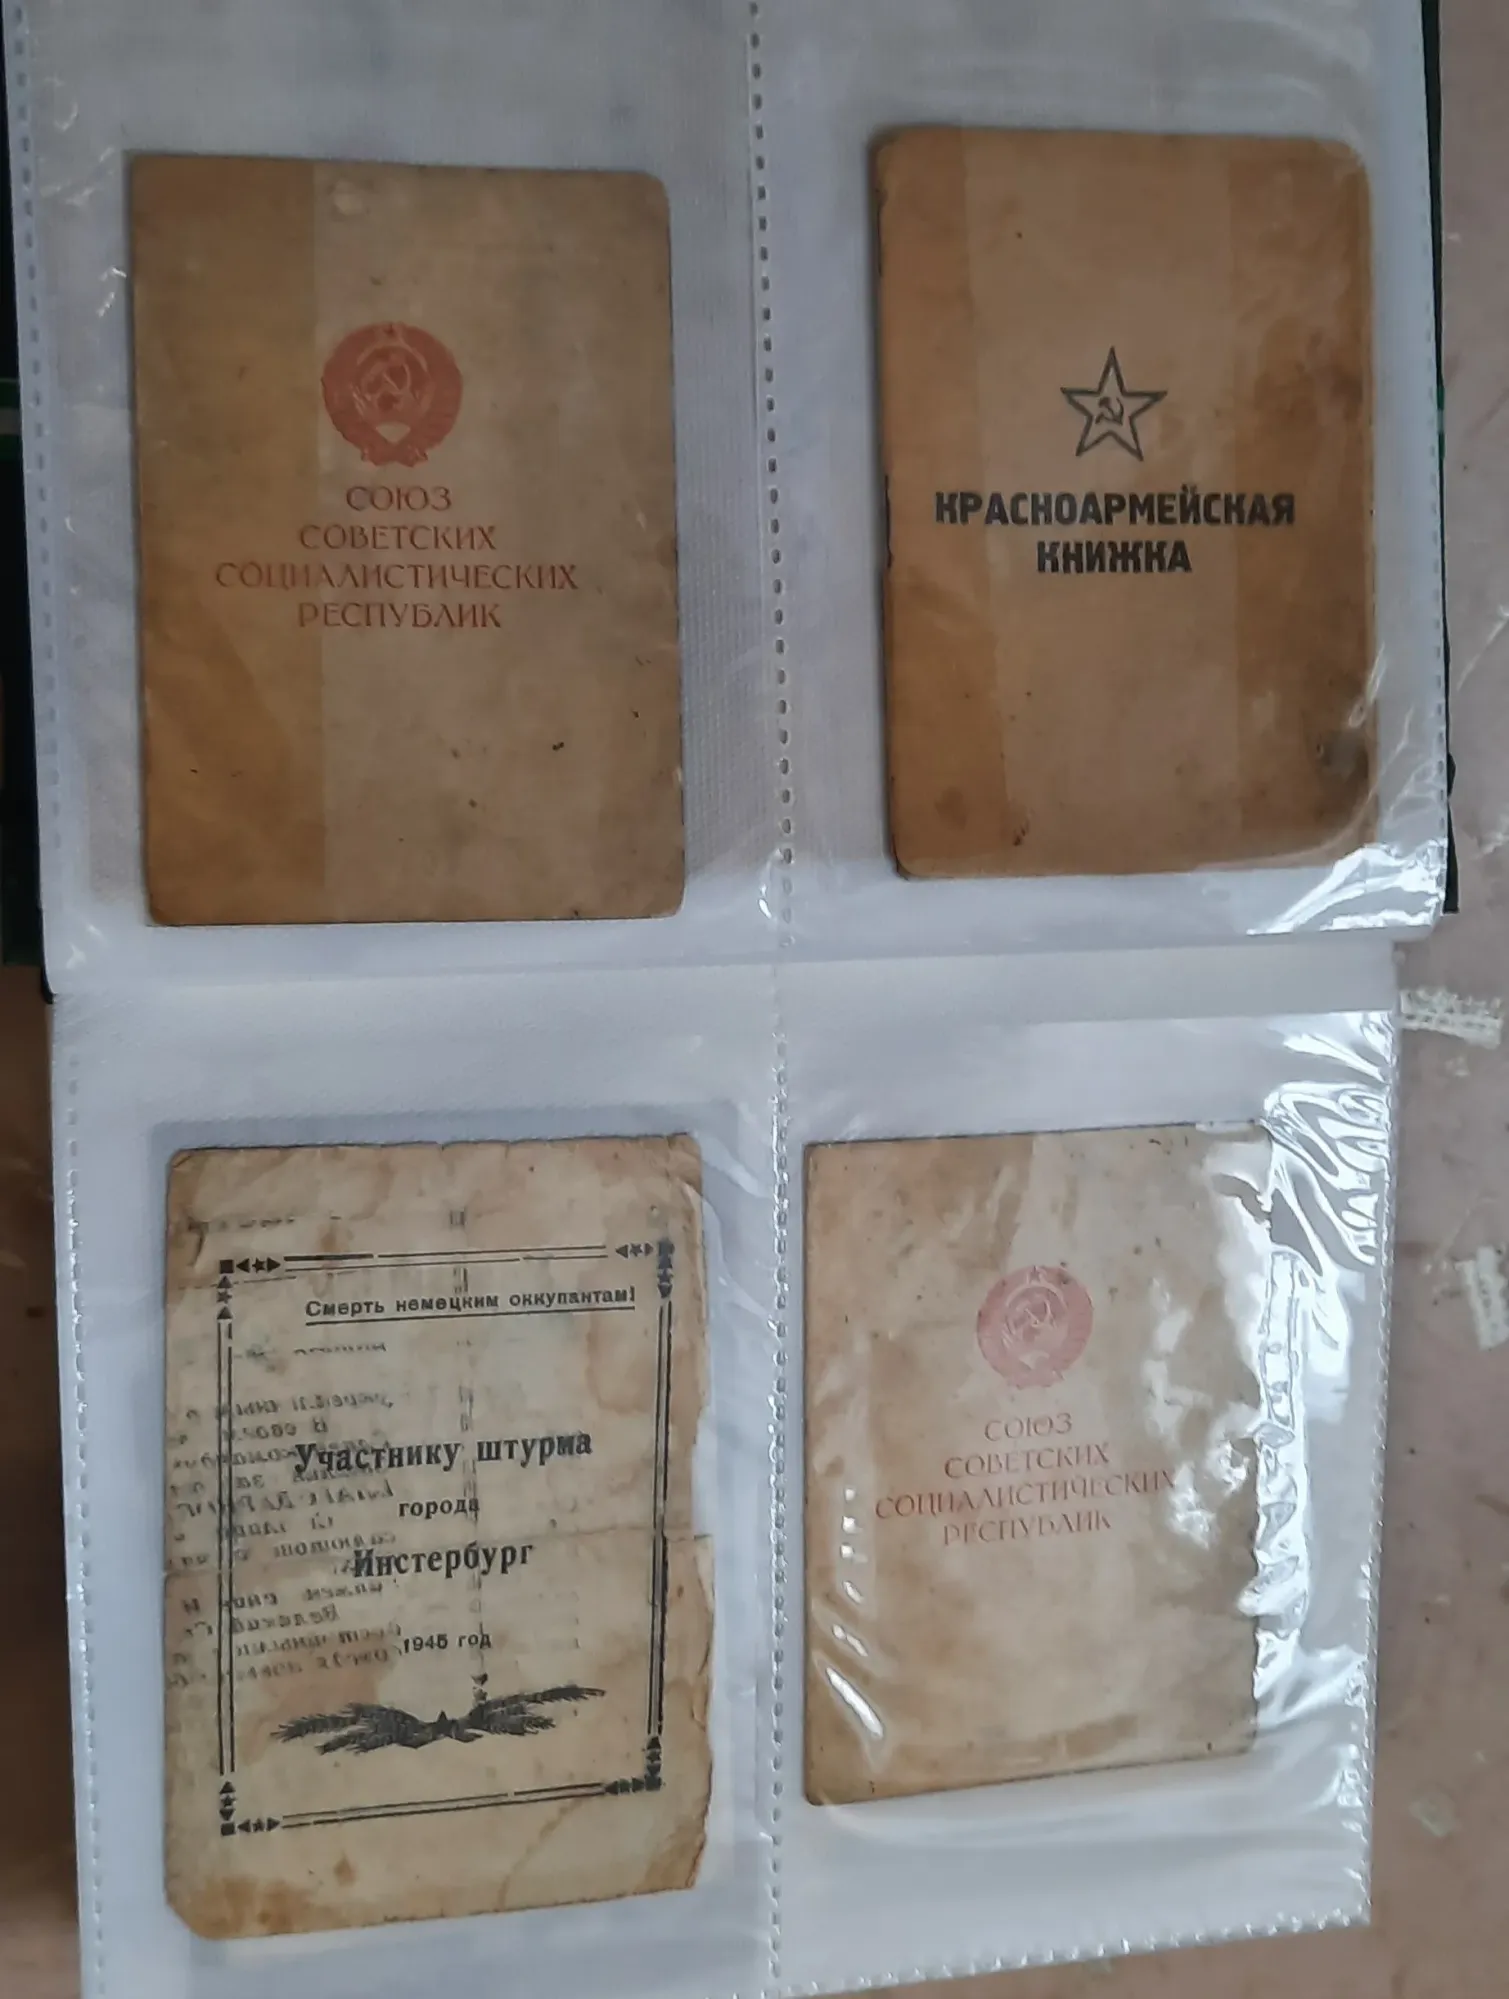 СОЮЗ
СОВЕТСКИХ
СОЦИАЛИСТИЧЕСКИХ
РЕСПУБЛИК
КРАСНОАРМЕЙСКАЯ
КНИЖКА
Смерть немецким оккупантам!
Участнику штурма
города
Инстербург
1945 год
СОЮЗ
СОВЕТСКИХ
СОЦИАЛИСТИЧЕСКИХ
РЕСПУБЛИК